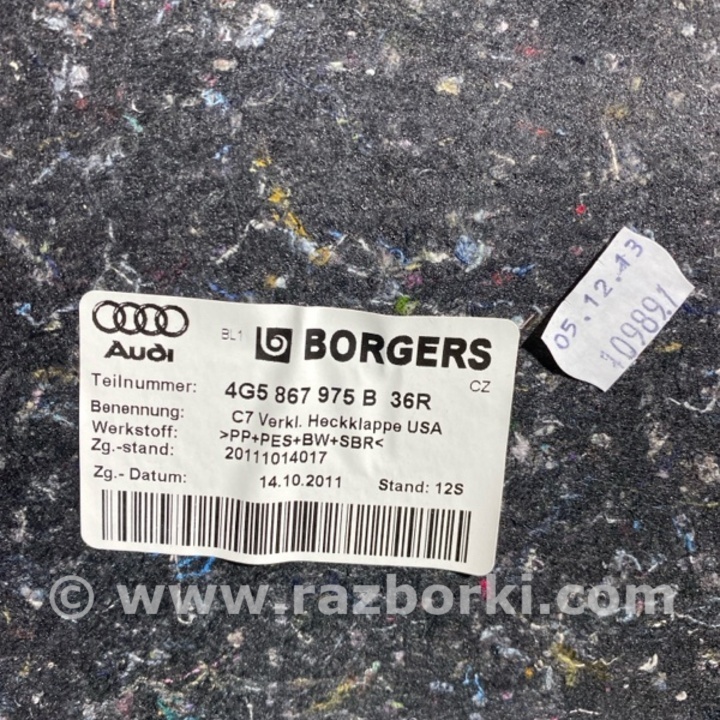 05.12.13
109891
Audi
BL1 BORGERS
CZ
Teilnummer: 4G5 867 975 B 36R
Benennung: C7 Verkl. Heckklappe USA
Werkstoff: >PP+PES+BW+SBR<
Zg.-stand: 20111014017
Zg.- Datum: 14.10.2011 Stand: 12S
© www.razborki.com